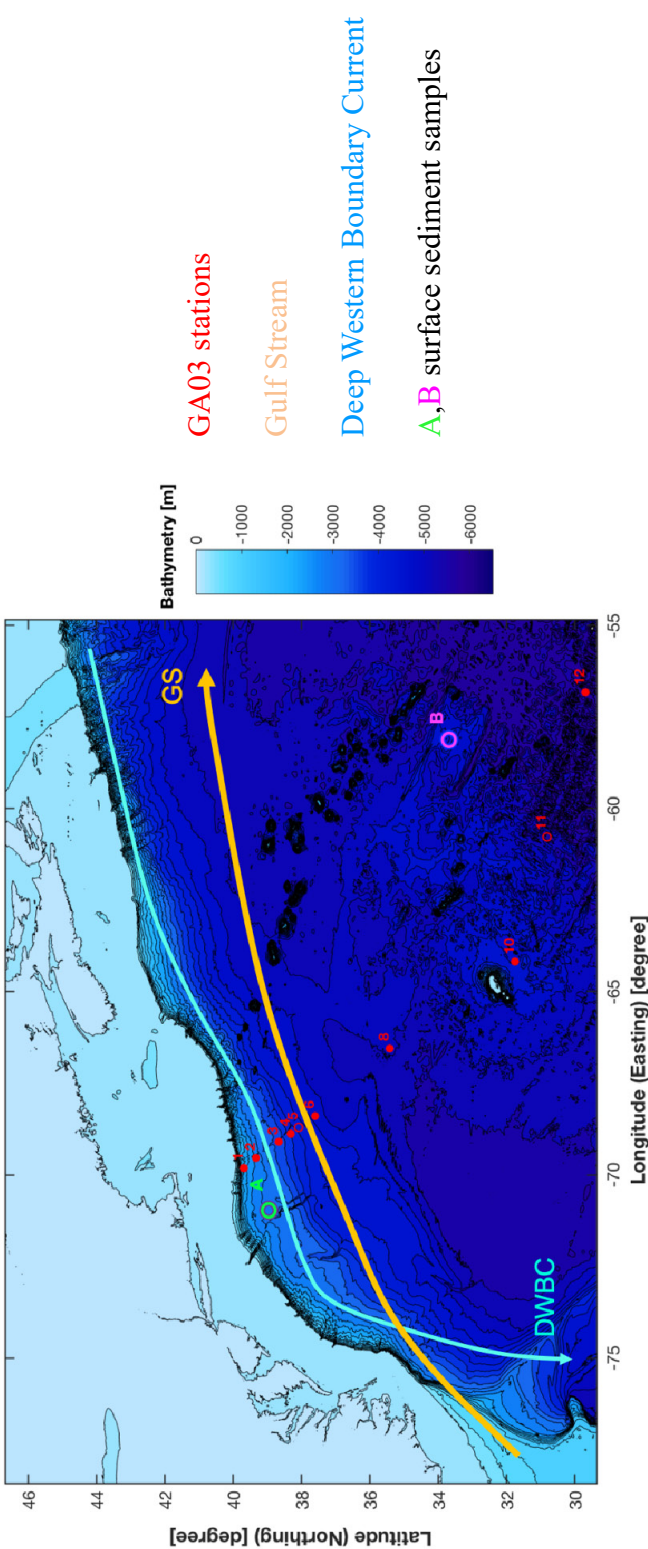 46
44
42
40
38
36
34
32
30
Latitude (Northing) [degree]
-75
-70
-65
-60
-55
Longitude (Easting) [degree]
GS
DWBC
A
B
1
2
3
4
5
6
8
10
11
12
Bathymetry [m]
0
-1000
-2000
-3000
-4000
-5000
-6000
GA03 stations
Gulf Stream
Deep Western Boundary Current
A,B surface sediment samples